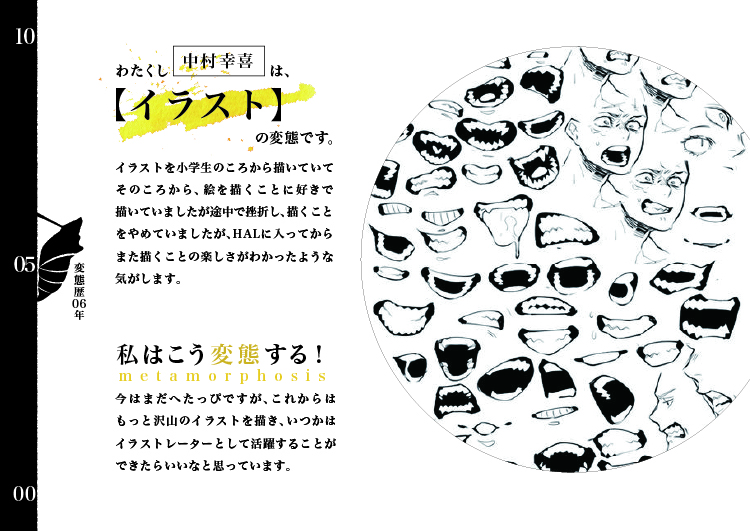 10
わたくし 中村幸喜 は、
【イラスト】
の変態です。
イラストを小学生のころから描いていて
そのころから、絵を描くことに好きで
描いていましたが途中で挫折し、描くこと
をやめていましたが、HALに入ってから
また描くことの楽しさがわかったような
気がします。
05
変態歴06年
私はこう変態する！
metamorphosis
今はまだへたっぴですが、これからは
もっと沢山のイラストを描き、いつかは
イラストレーターとして活躍することが
できたらいいなと思っています。
00